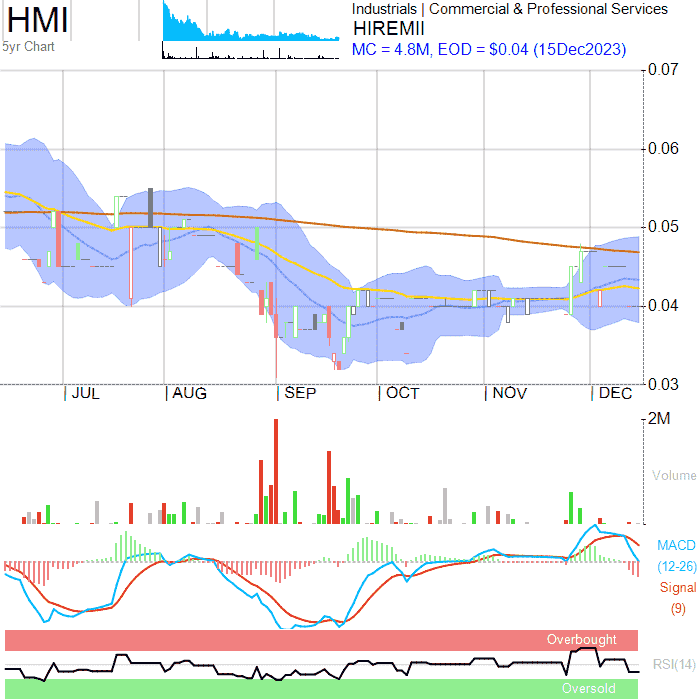 HMI
5yr Chart
Industrials | Commercial & Professional Services
HIREMII
MC = 4.8M, EOD = $0.04 (15Dec2023)
0.07
0.06
0.05
0.04
0.03
JUL AUG SEP OCT NOV DEC
2M
Volume
MACD
(12-26)
Signal
(9)
Overbought
RSI(14)
Oversold